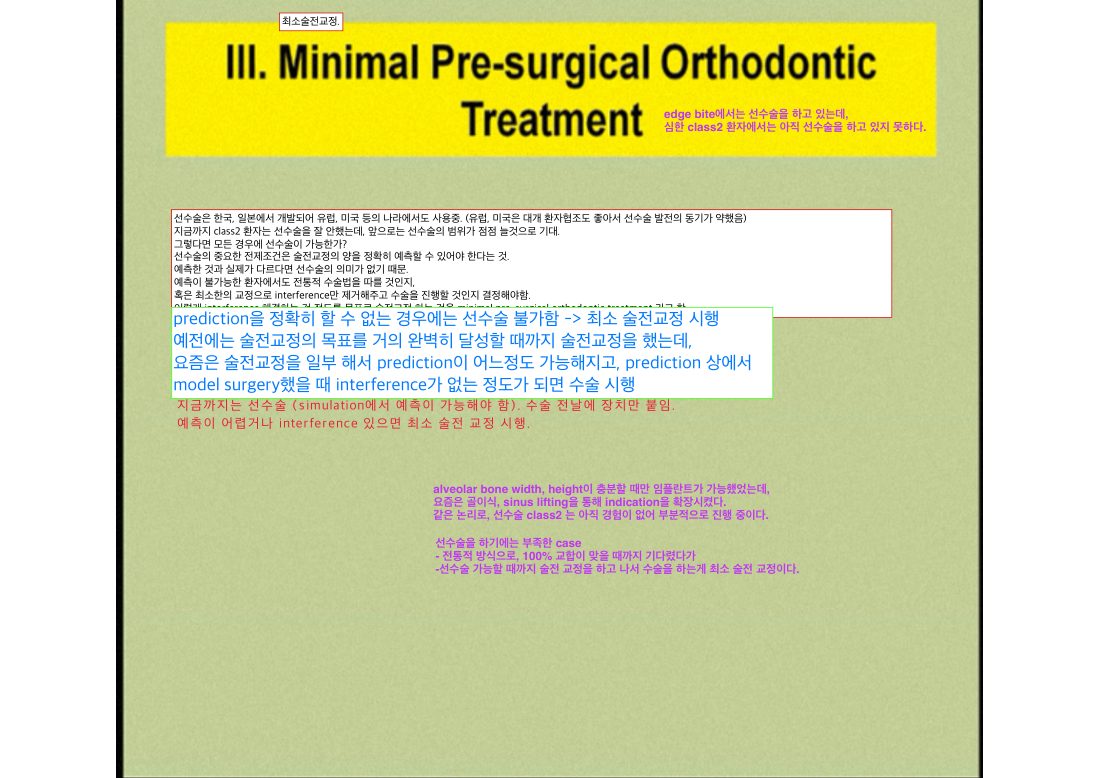 최소술전교정.
III. Minimal Pre-surgical Orthodontic
Treatment
edge bite에서는 선수술을 하고 있는데,
심한 class2 환자에서는 아직 선수술을 하고 있지 못하다.
선수술은 한국, 일본에서 개발되어 유럽, 미국 등의 나라에서도 사용중. (유럽, 미국은 대개 환자협조도 좋아서 선수술 발전의 동기가 약했음)
지금까지 class2 환자는 선수술을 잘 안했는데, 앞으로는 선수술의 범위가 점점 늘것으로 기대.
그렇다면 모든 경우에 선수술이 가능한가?
선수술의 중요한 전제조건은 술전교정의 양을 정확히 예측할 수 있어야 한다는 것.
예측한 것과 실제가 다르다면 선수술의 의미가 없기 때문.
예측이 불가능한 환자에서도 전통적 수술법을 따를 것인지,
혹은 최소한의 교정으로 interference만 제거해주고 수술을 진행할 것인지 결정해야함.
prediction을 정확히 할 수 없는 경우에는 선수술 불가함 -> 최소 술전교정 시행
예전에는 술전교정의 목표를 거의 완벽히 달성할 때까지 술전교정을 했는데,
요즘은 술전교정을 일부 해서 prediction이 어느정도 가능해지고, prediction 상에서
model surgery했을 때 interference가 없는 정도가 되면 수술 시행
지금까지는 선수술 (simulation에서 예측이 가능해야 함). 수술 전날에 장치만 붙임.
예측이 어렵거나 interference 있으면 최소 술전 교정 시행.
alveolar bone width, height이 충분할 때만 임플란트가 가능했었는데,
요즘은 골이식, sinus lifting을 통해 indication을 확장시켰다.
같은 논리로, 선수술 class2 는 아직 경험이 없어 부분적으로 진행 중이다.
선수술을 하기에는 부족한 case
- 전통적 방식으로, 100% 교합이 맞을 때까지 기다렸다가
-선수술 가능할 때까지 술전 교정을 하고 나서 수술을 하는게 최소 술전 교정이다.